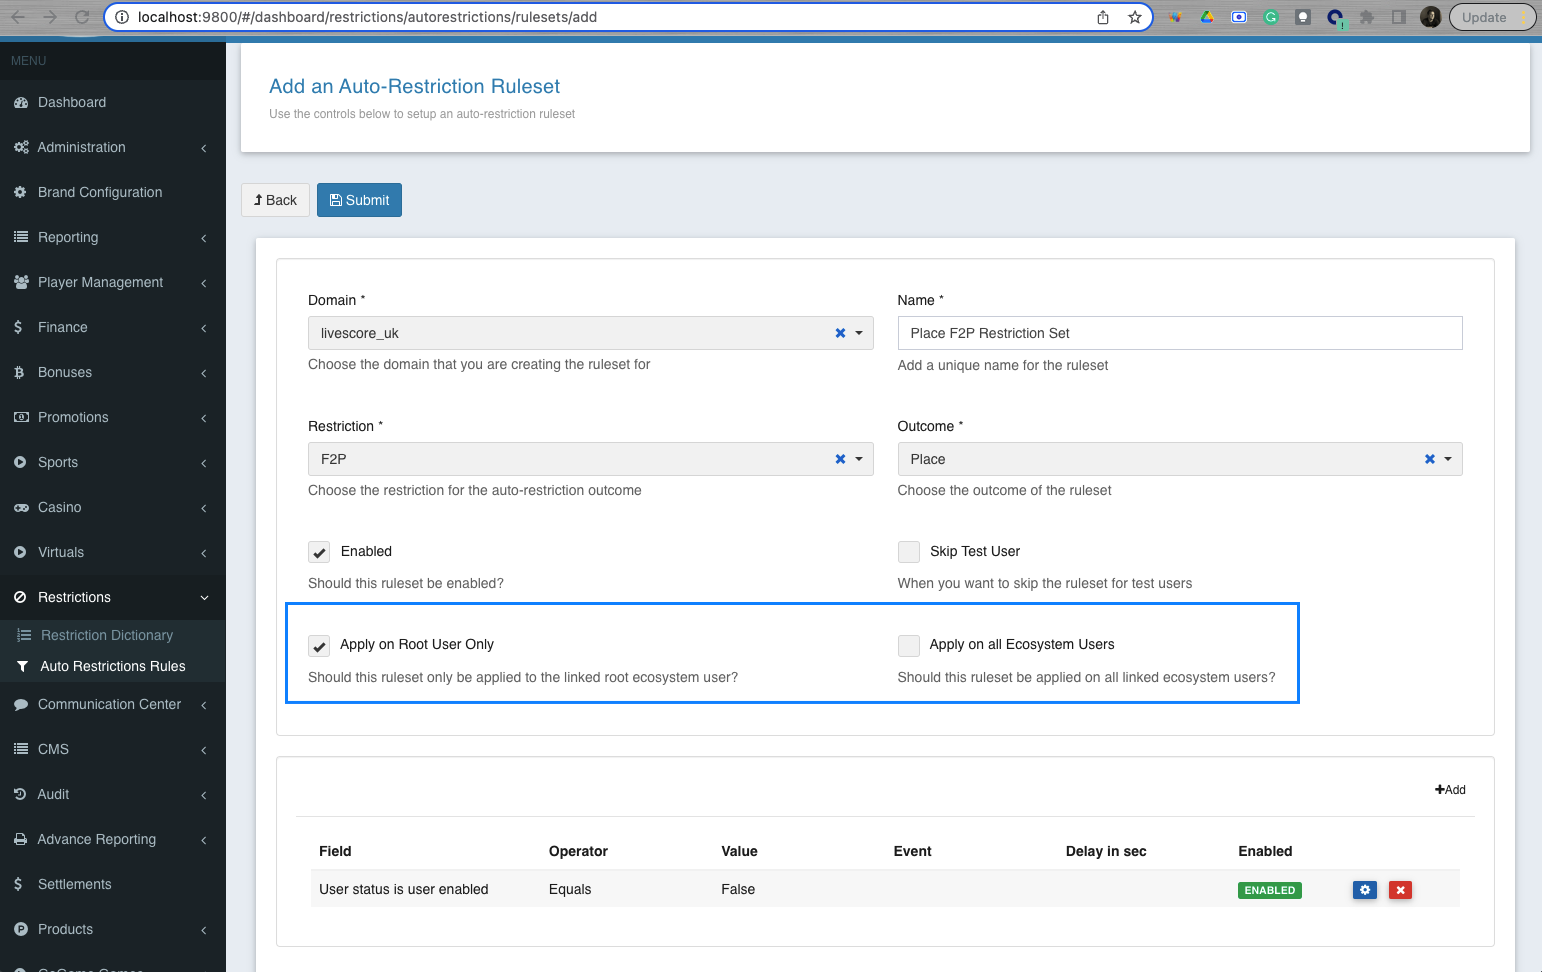 localhost:9800/#/dashboard/restrictions/autorestrictions/rulesets/add
Update
MENU
Dashboard
Administration
Brand Configuration
Reporting
Player Management
Finance
Bonuses
Promotions
Sports
Casino
Virtuals
Restrictions
Restriction Dictionary
Auto Restrictions Rules
Communication Center
CMS
Audit
Advance Reporting
Settlements
Products
Add an Auto-Restriction Ruleset
Use the controls below to setup an auto-restriction ruleset
Back Submit
Domain * Name *
livescore_uk Place F2P Restriction Set
Choose the domain that you are creating the ruleset for Add a unique name for the ruleset
Restriction * Outcome *
F2P Place
Choose the restriction for the auto-restriction outcome Choose the outcome of the ruleset
Enabled Skip Test User
Should this ruleset be enabled? When you want to skip the ruleset for test users
Apply on Root User Only Apply on all Ecosystem Users
Should this ruleset only be applied to the linked root ecosystem user? Should this ruleset be applied on all linked ecosystem users?
+Add
Field Operator Value Event Delay in sec Enabled
User status is user enabled Equals False ENABLED